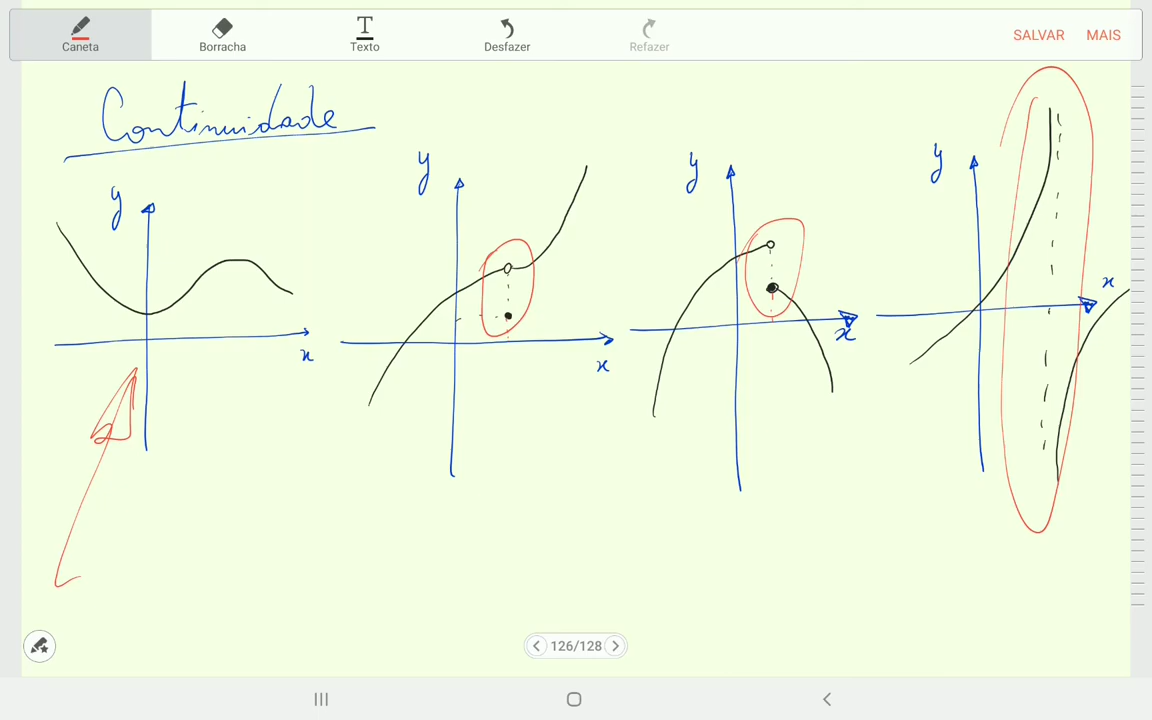 Caneta
Borracha
T
Texto
Desfazer
Refazer
SALVAR
MAIS
Continuidade
y
x
y
x
y
x
y
x
126/128